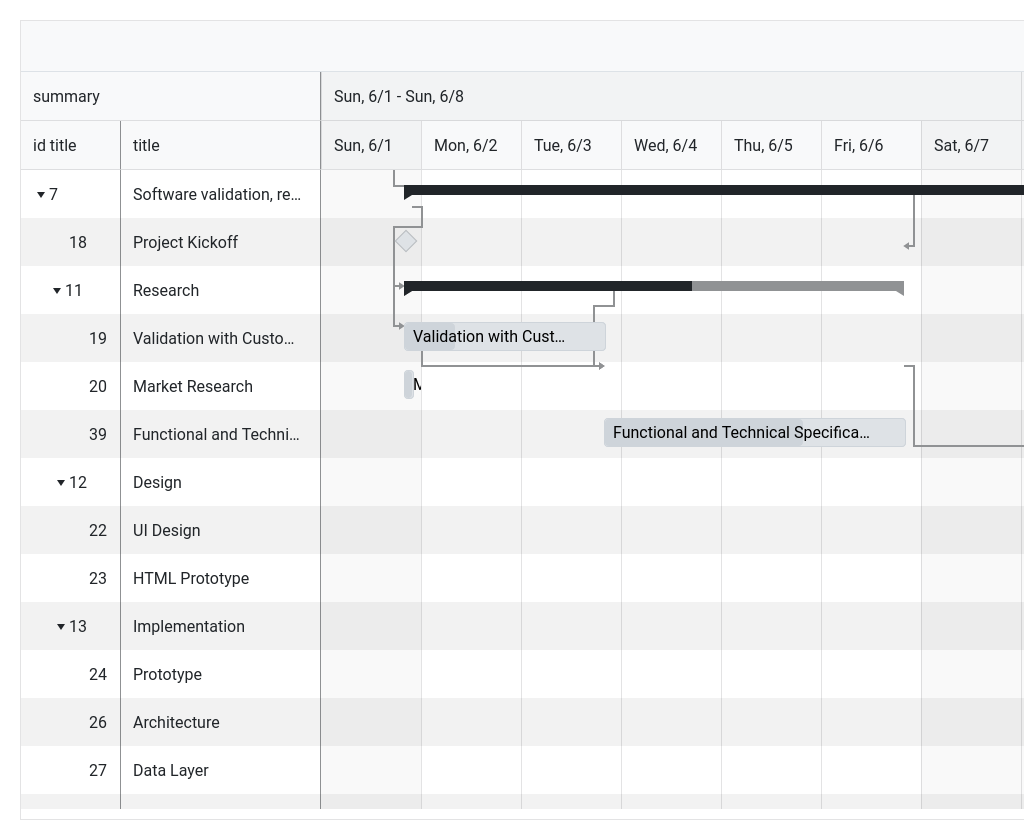 summary
Sun, 6/1 - Sun, 6/8
id title title Sun, 6/1 Mon, 6/2 Tue, 6/3 Wed, 6/4 Thu, 6/5 Fri, 6/6 Sat, 6/7
7 Software validation, re…
18 Project Kickoff
11 Research
19 Validation with Custo… Validation with Cust…
20 Market Research M
39 Functional and Techni… Functional and Technical Specifica…
12 Design
22 UI Design
23 HTML Prototype
13 Implementation
24 Prototype
26 Architecture
27 Data Layer